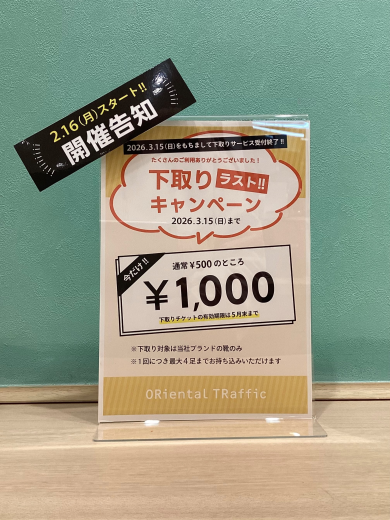 2.16(月)スタート!!
開催告知
2026.3.15(日)をもちまして下取りサービス受付終了!!
たくさんのご利用ありがとうございました!
下取りラスト!!
キャンペーン
2026.3.15(日)まで
今だけ!!
通常¥500のところ
¥1,000
下取りチケットの有効期限は5月末まで
※下取り対象は当社ブランドの靴のみ
※1回につき最大4足までお持ち込みいただけます
ORiental TRaffic